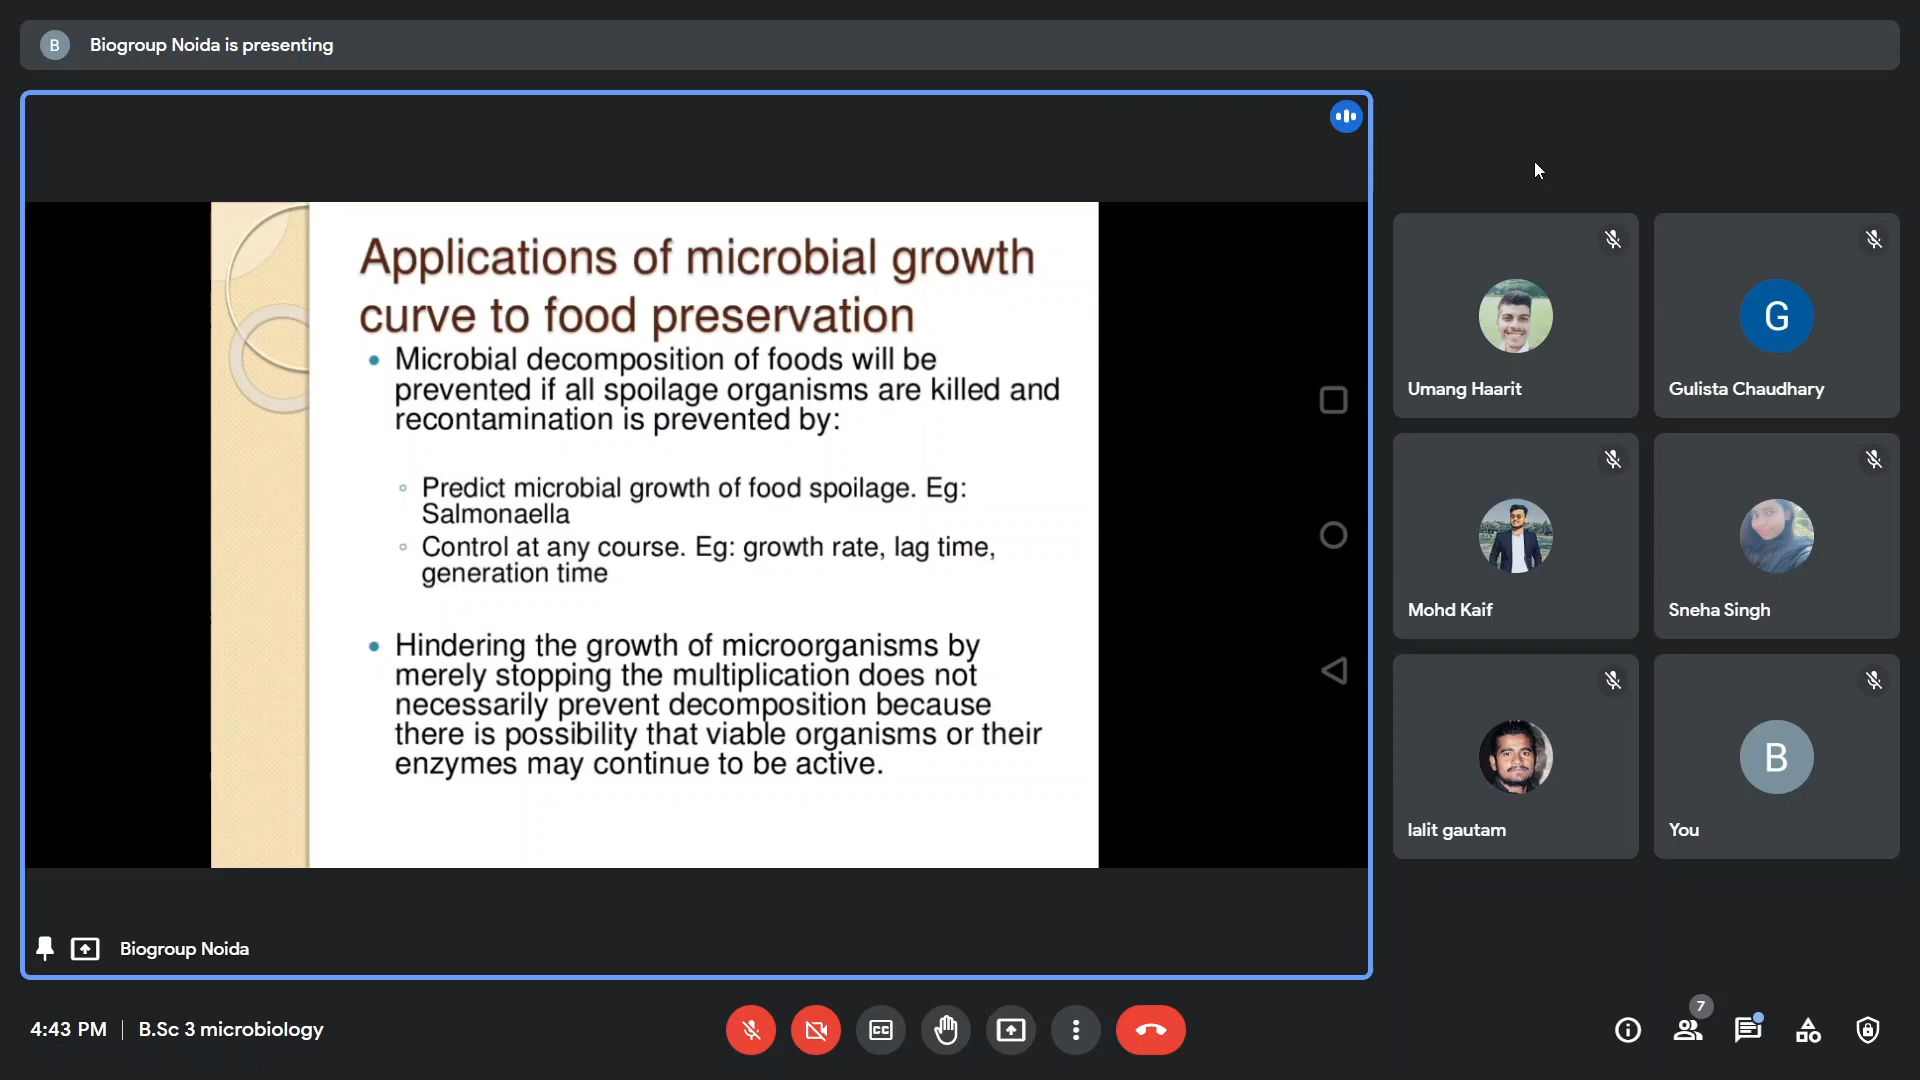 B
Biogroup Noida is presenting
Applications of microbial growth
curve to food preservation
• Microbial decomposition of foods will be
prevented if all spoilage organisms are killed and
recontamination is prevented by:
◦ Predict microbial growth of food spoilage. Eg:
Salmonaella
◦ Control at any course. Eg: growth rate, lag time,
generation time
• Hindering the growth of microorganisms by
merely stopping the multiplication does not
necessarily prevent decomposition because
there is possibility that viable organisms or their
enzymes may continue to be active.
Biogroup Noida
Umang Haarit
G
Gulista Chaudhary
Mohd Kaif
Sneha Singh
lalit gautam
B
You
4:43 PM | B.Sc 3 microbiology
CC
7